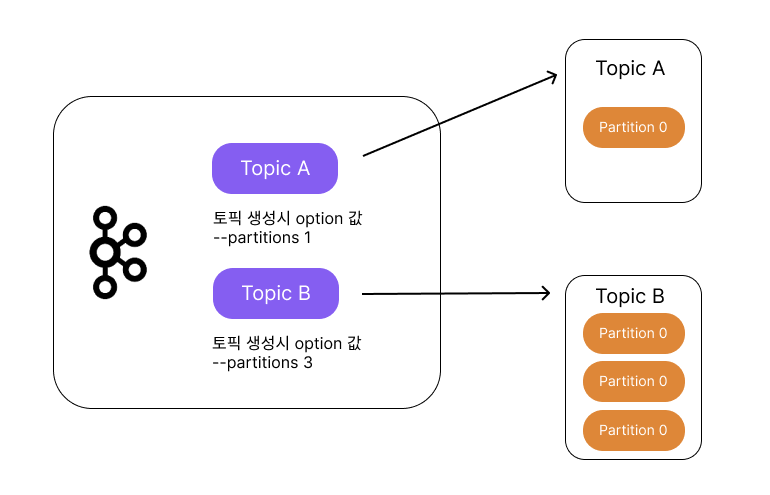 Topic A
토픽 생성시 option 값
--partitions 1
Topic B
토픽 생성시 option 값
--partitions 3
Topic A
Partition 0
Topic B
Partition 0
Partition 0
Partition 0